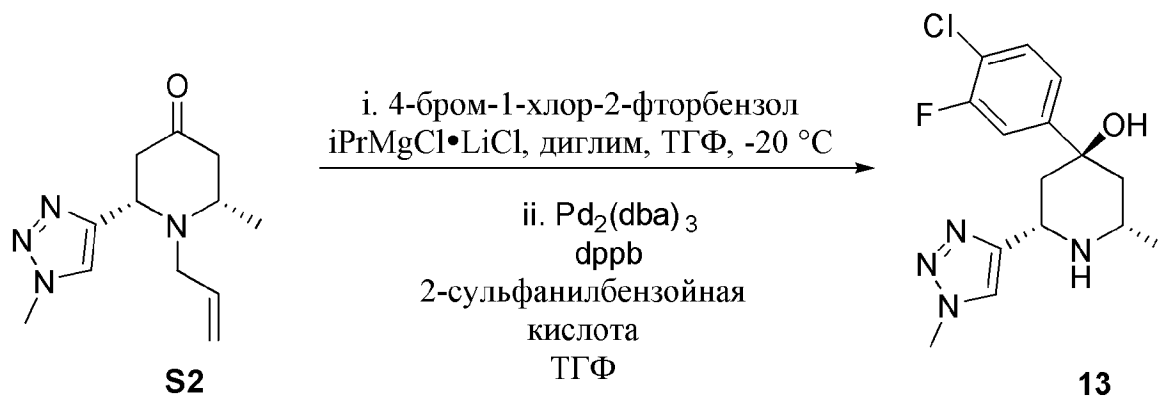 O
N
N
N
N
N
S2
i. 4-бром-1-хлор-2-фторбензол
iPrMgCl•LiCl, диглим, ТГФ, -20 °C
ii. Pd2(dba)3
dppb
2-сульфанилбензойная
кислота
ТГФ
Cl
F
OH
N
N
N
NH
13